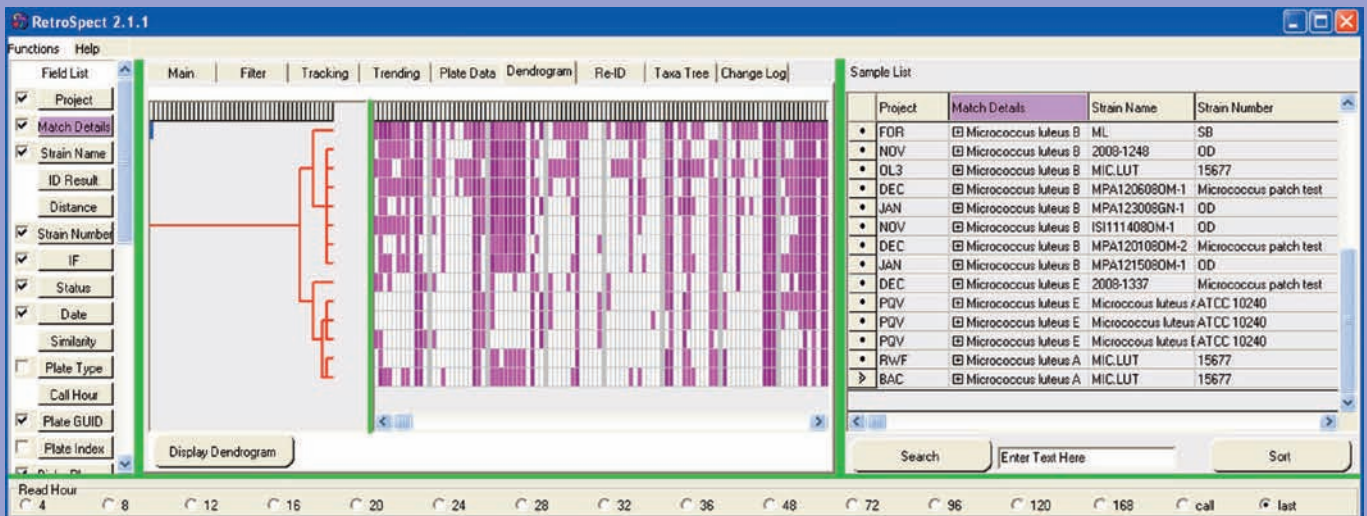 RetroSpect 2.1.1
Functions Help
Field List
Project
Match Details
Strain Name
ID Result
Distance
Strain Number
IF
Status
Date
Similarity
Plate Type
Call Hour
Plate GUID
Plate Index
Main Filter Tracking Trending Plate Data Dendrogram Re-ID Taxa Tree Change Log
Display Dendrogram
Sample List
Project Match Details Strain Name Strain Number
FOR Micrococcus luteus B ML SB
NOV Micrococcus luteus B 2008-1248 OD
OL3 Micrococcus luteus B MIC.LUT 15677
DEC Micrococcus luteus B MPA120608OM-1 Micrococcus patch test
JAN Micrococcus luteus B MPA123008GN-1 OD
NOV Micrococcus luteus B ISI111408OM-1 OD
DEC Micrococcus luteus B MPA120108OM-2 Micrococcus patch test
JAN Micrococcus luteus B MPA121508OM-1 OD
DEC Micrococcus luteus E 2008-1337 Micrococcus patch test
PQV Micrococcus luteus E Microccous luteus ATCC 10240
PQV Micrococcus luteus E Micrococcus luteus ATCC 10240
PQV Micrococcus luteus E Microccous luteus ATCC 10240
RWF Micrococcus luteus A MIC.LUT 15677
BAC Micrococcus luteus A MIC.LUT 15677
Search Enter Text Here Sort
Read Hour
4 8 12 16 20 24 28 32 36 48 72 96 120 168 call last